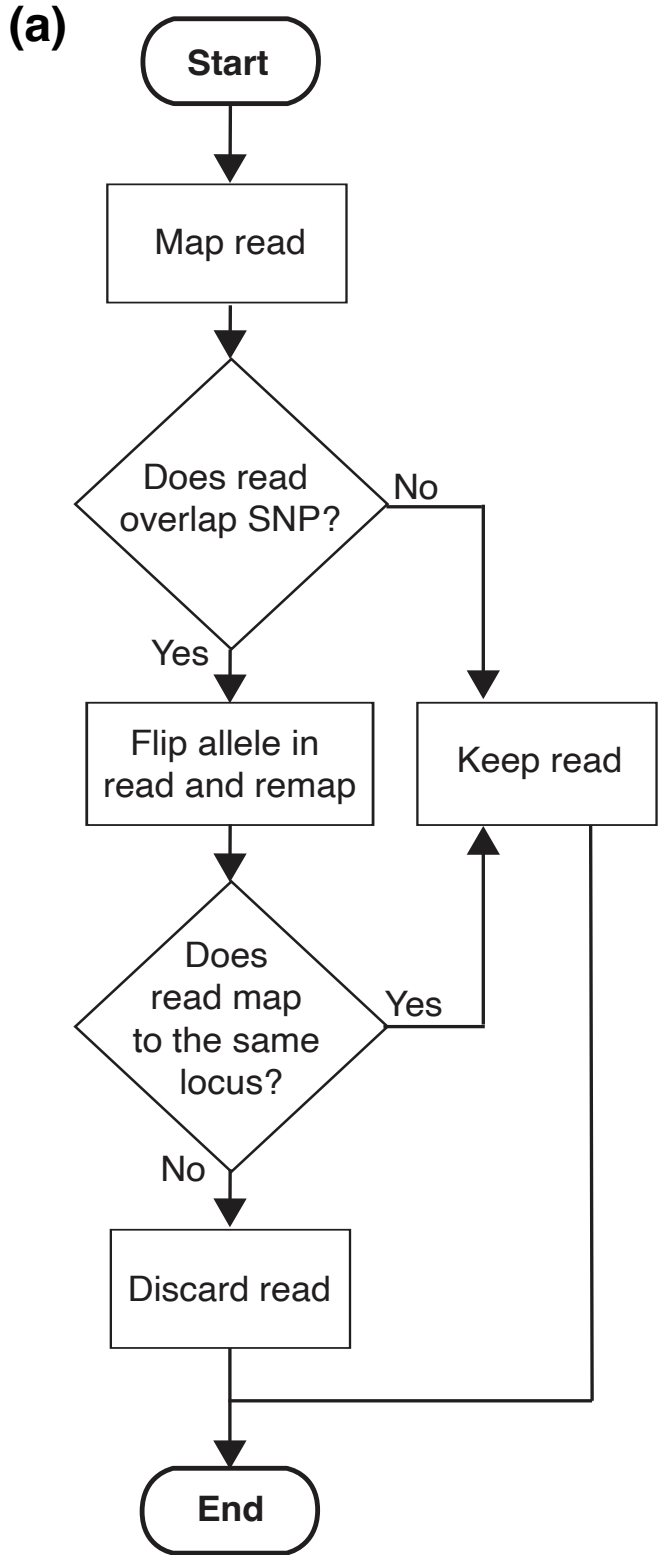 (a)
Start
Map read
Does read
overlap SNP?
No
Yes
Flip allele in
read and remap
Keep read
Does
read map
to the same
locus?
Yes
No
Discard read
End